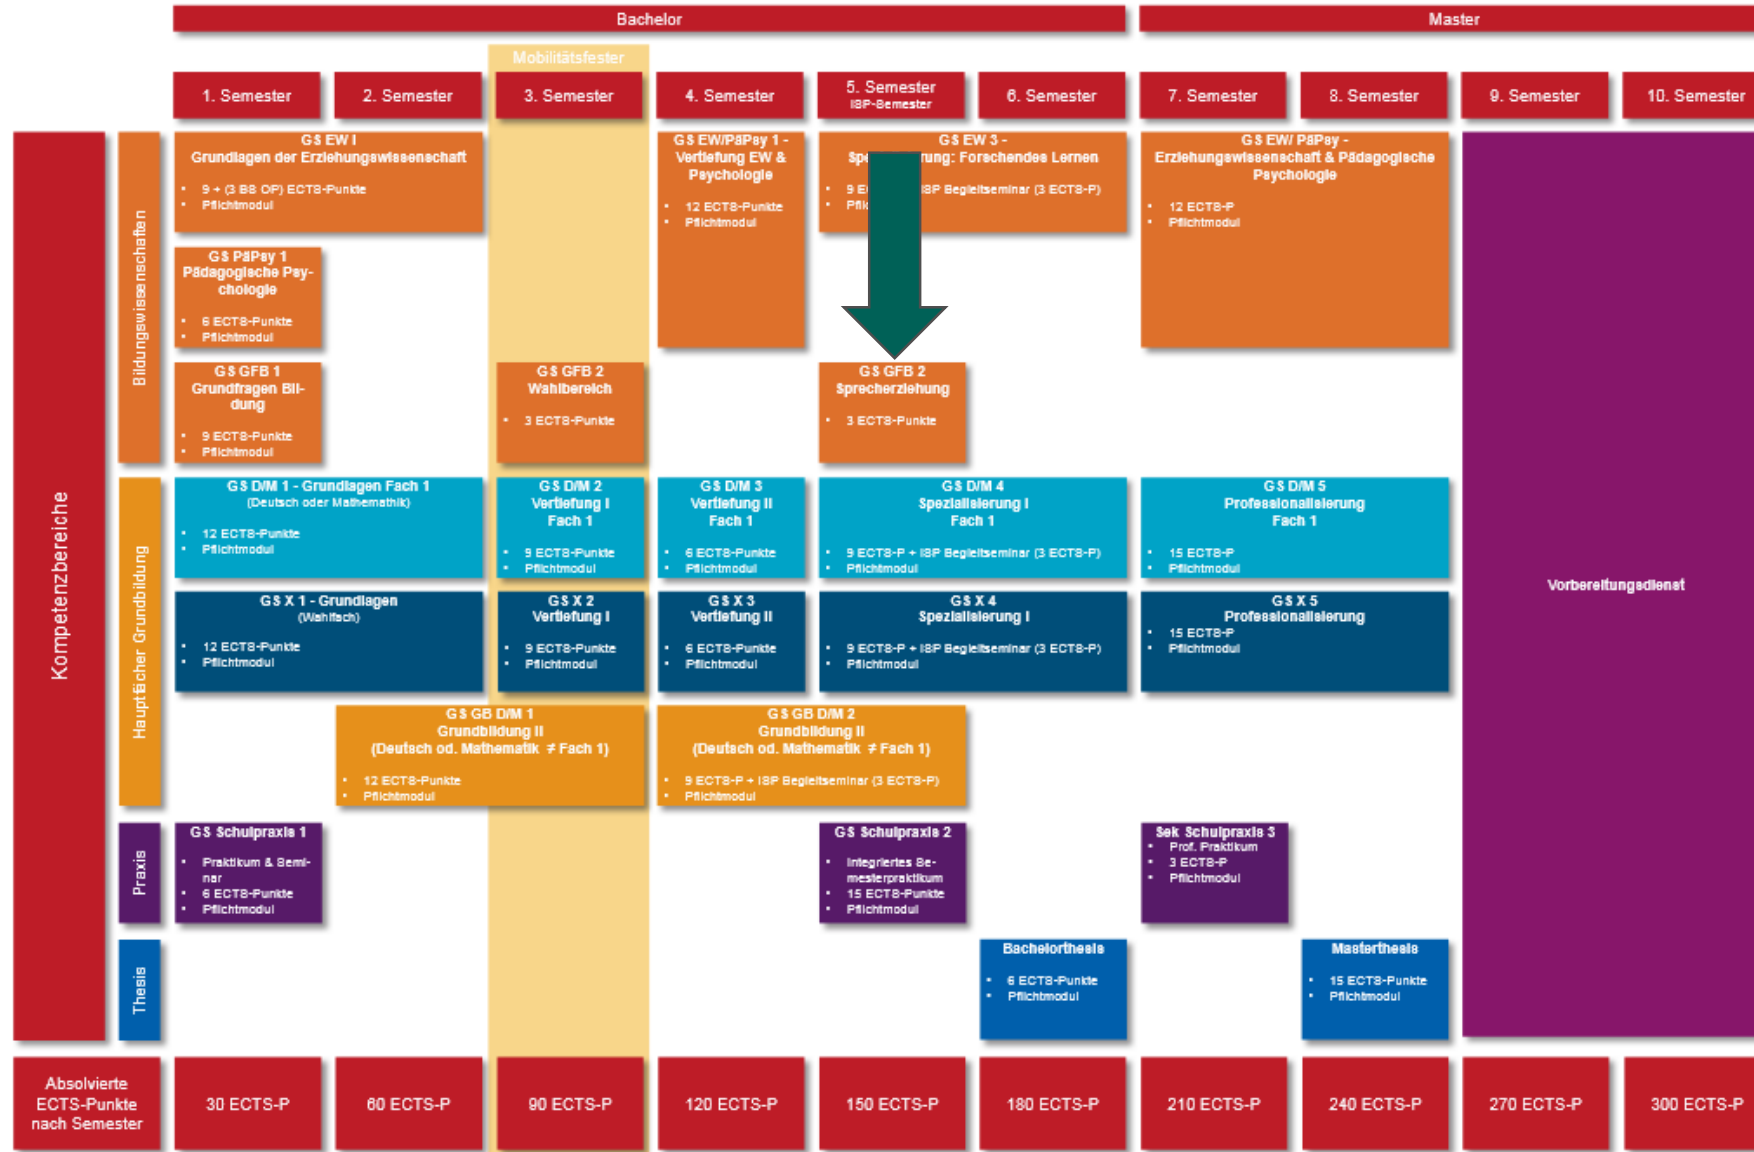 Bachelor
Master
Mobilitätsfester
1. Semester
2. Semester
3. Semester
4. Semester
5. Semester
ISP-Semester
6. Semester
7. Semester
8. Semester
9. Semester
10. Semester
Kompetenzbereiche
Bildungswissenschaften
GS EW I
Grundlagen der Erziehungswissenschaft
• 9 + (3 BS OP) ECTS-Punkte
• Pflichtmodul
GS EW/PäPsy 1 -
Vertiefung EW &
Psychologie
• 12 ECTS-Punkte
• Pflichtmodul
GS EW 3 -
Forschendes Lernen
• 9 ISP Begleitseminar (3 ECTS-P)
•
GS EW/ PäPsy -
Erziehungswissenschaft & Pädagogische
Psychologie
• 12 ECTS-P
• Pflichtmodul
GS PäPsy 1
Pädagogische Psy-
chologie
• 6 ECTS-Punkte
• Pflichtmodul
GS GFB 1
Grundfragen Bil-
dung
• 9 ECTS-Punkte
• Pflichtmodul
GS GFB 2
Wahlbereich
• 3 ECTS-Punkte
GS GFB 2
Sprecherziehung
• 3 ECTS-Punkte
Hauptfächer Grundbildung
GS D/M 1 - Grundlagen Fach 1
(Deutsch oder Mathemathik)
• 12 ECTS-Punkte
• Pflichtmodul
GS D/M 2
Vertiefung I
Fach 1
• 9 ECTS-Punkte
• Pflichtmodul
GS D/M 3
Vertiefung II
Fach 1
• 6 ECTS-Punkte
• Pflichtmodul
GS D/M 4
Spezialisierung I
Fach 1
• 9 ECTS-P + ISP Begleitseminar (3 ECTS-P)
• Pflichtmodul
GS D/M 5
Professionalisierung
Fach 1
• 15 ECTS-P
• Pflichtmodul
GS X 1 - Grundlagen
(Wahlfach)
• 12 ECTS-Punkte
• Pflichtmodul
GS X 2
Vertiefung I
• 9 ECTS-Punkte
• Pflichtmodul
GS X 3
Vertiefung II
• 6 ECTS-Punkte
• Pflichtmodul
GS X 4
Spezialisierung I
• 9 ECTS-P + ISP Begleitseminar (3 ECTS-P)
• Pflichtmodul
GS X 5
Professionalisierung
• 15 ECTS-P
• Pflichtmodul
GS GB D/M 1
Grundbildung II
(Deutsch od. Mathematik ≠ Fach 1)
• 12 ECTS-Punkte
• Pflichtmodul
GS GB D/M 2
Grundbildung II
(Deutsch od. Mathematik ≠ Fach 1)
• 9 ECTS-P + ISP Begleitseminar (3 ECTS-P)
• Pflichtmodul
Vorbereitungsdienst
Praxis
GS Schulpraxis 1
• Praktikum & Semi-
nar
• 6 ECTS-Punkte
• Pflichtmodul
GS Schulpraxis 2
• Integriertes Se-
mesterpraktikum
• 15 ECTS-Punkte
• Pflichtmodul
Sek Schulpraxis 3
• Prof. Praktikum
• 3 ECTS-P
• Pflichtmodul
Thesis
Bachelorthesis
• 6 ECTS-Punkte
• Pflichtmodul
Masterthesis
• 15 ECTS-Punkte
• Pflichtmodul
Absolvierte
ECTS-Punkte
nach Semester
30 ECTS-P
60 ECTS-P
90 ECTS-P
120 ECTS-P
150 ECTS-P
180 ECTS-P
210 ECTS-P
240 ECTS-P
270 ECTS-P
300 ECTS-P